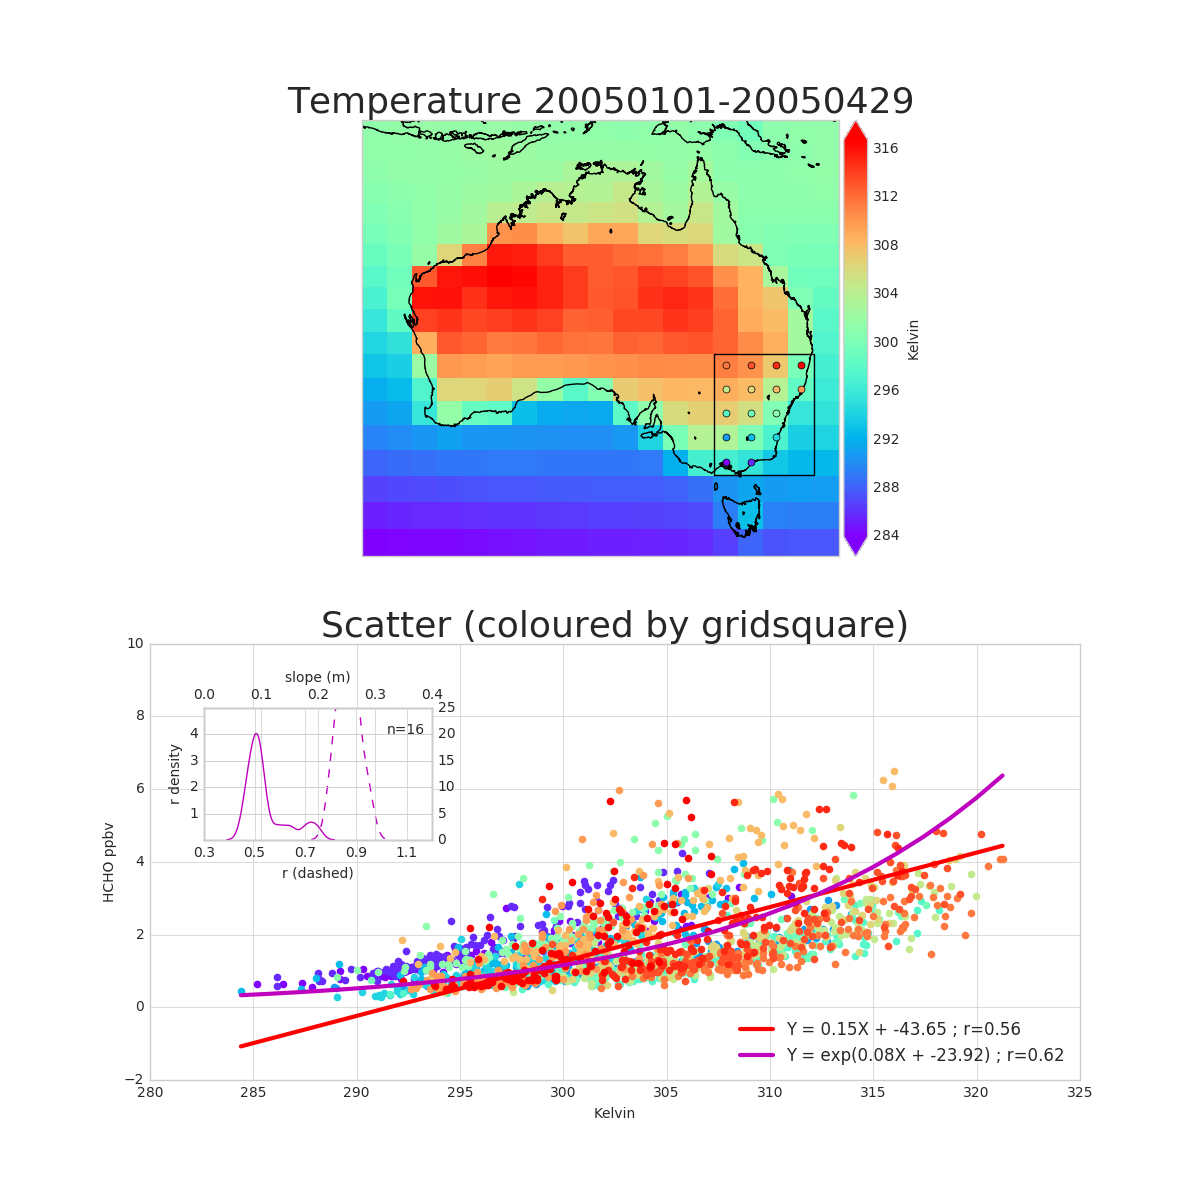 Temperature 20050101-20050429
316
312
308
304
300
296
292
288
284
Kelvin
Scatter (coloured by gridsquare)
10
8
6
4
2
0
−2
HCHO ppbv
280 285 290 295 300 305 310 315 320 325
Kelvin
slope (m)
0.0 0.1 0.2 0.3 0.4
4
3
2
1
r density
25
20
15
10
5
0
n=16
0.3 0.5 0.7 0.9 1.1
r (dashed)
Y = 0.15X + -43.65 ; r=0.56
Y = exp(0.08X + -23.92) ; r=0.62